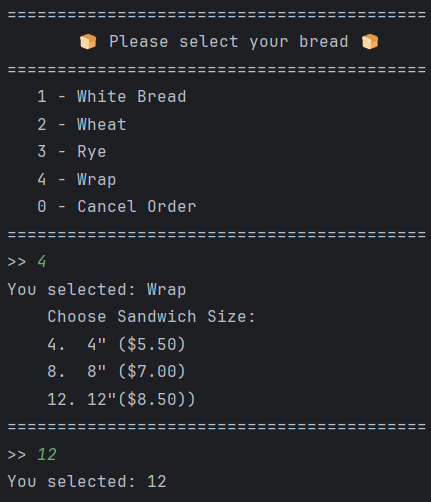 ==========================================
🍞 Please select your bread 🍞
==========================================
1 - White Bread
2 - Wheat
3 - Rye
4 - Wrap
0 - Cancel Order
==========================================
>> 4
You selected: Wrap
Choose Sandwich Size:
4.  4" ($5.50)
8.  8" ($7.00)
12. 12"($8.50))
==========================================
>> 12
You selected: 12